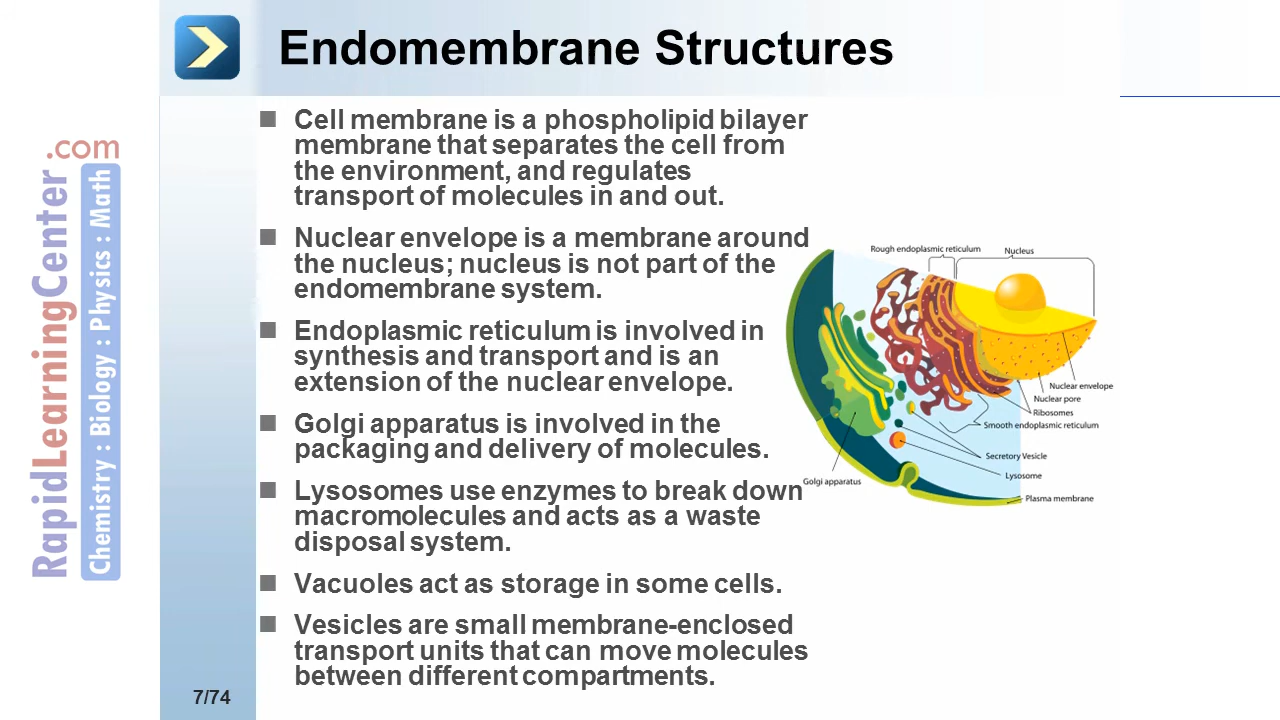 Endomembrane Structures
Cell membrane is a phospholipid bilayer
membrane that separates the cell from
the environment, and regulates
transport of molecules in and out.
Nuclear envelope is a membrane around
the nucleus; nucleus is not part of the
endomembrane system.
Endoplasmic reticulum is involved in
synthesis and transport and is an
extension of the nuclear envelope.
Golgi apparatus is involved in the
packaging and delivery of molecules.
Lysosomes use enzymes to break down
macromolecules and acts as a waste
disposal system.
Vacuoles act as storage in some cells.
Vesicles are small membrane-enclosed
transport units that can move molecules
between different compartments.
Rough endoplasmic reticulum
Nucleus
Nuclear envelope
Nuclear pore
Ribosomes
Smooth endoplasmic reticulum
Secretory Vesicle
Lysosome
Golgi apparatus
Plasma membrane
RapidLearningCenter.com
Chemistry : Biology : Physics : Math
7/74